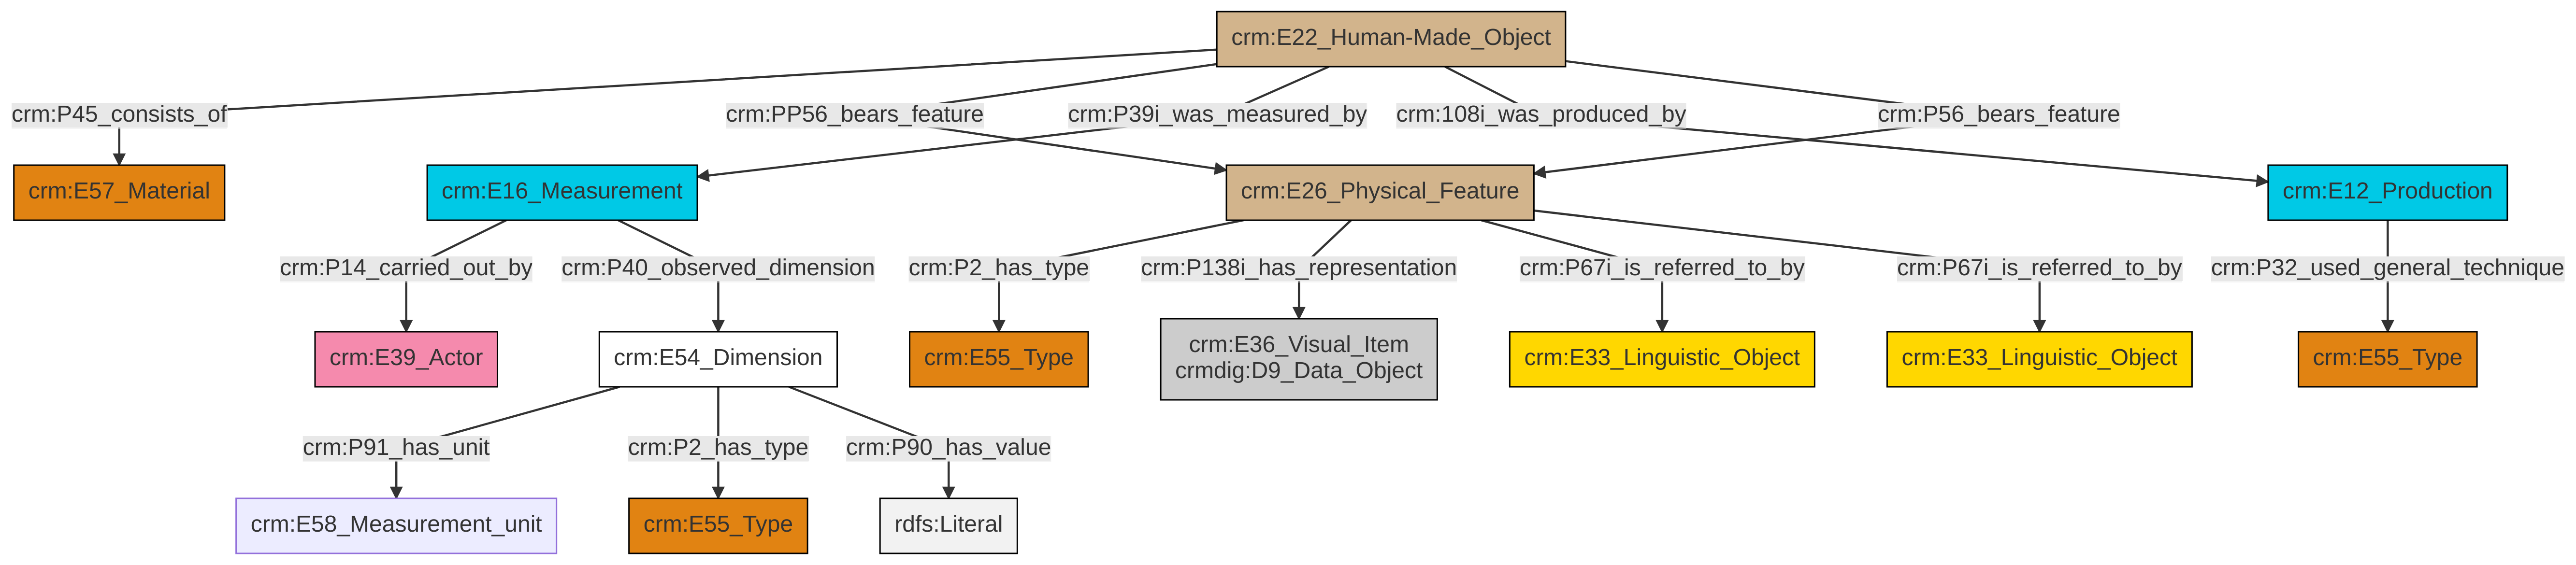 crm:E22_Human-Made_Object
crm:P45_consists_of
crm:PP56_bears_feature
crm:P39i_was_measured_by
crm:108i_was_produced_by
crm:P56_bears_feature
crm:E57_Material
crm:E16_Measurement
crm:E26_Physical_Feature
crm:E12_Production
crm:P14_carried_out_by
crm:P40_observed_dimension
crm:P2_has_type
crm:P138i_has_representation
crm:P67i_is_referred_to_by
crm:P67i_is_referred_to_by
crm:P32_used_general_technique
crm:E39_Actor
crm:E54_Dimension
crm:E55_Type
crm:E36_Visual_Item
crmdig:D9_Data_Object
crm:E33_Linguistic_Object
crm:E33_Linguistic_Object
crm:E55_Type
crm:P91_has_unit
crm:P2_has_type
crm:P90_has_value
crm:E58_Measurement_unit
crm:E55_Type
rdfs:Literal